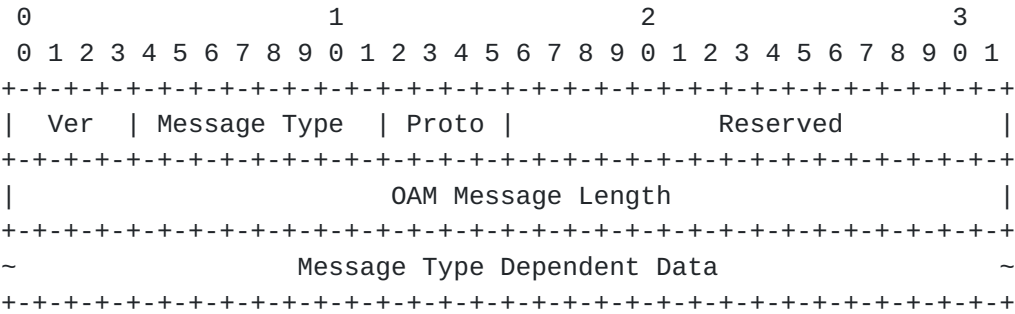 0                   1                   2                   3
 0 1 2 3 4 5 6 7 8 9 0 1 2 3 4 5 6 7 8 9 0 1 2 3 4 5 6 7 8 9 0 1
+-+-+-+-+-+-+-+-+-+-+-+-+-+-+-+-+-+-+-+-+-+-+-+-+-+-+-+-+-+-+-+-+
|  Ver  | Message Type  | Proto |             Reserved          |
+-+-+-+-+-+-+-+-+-+-+-+-+-+-+-+-+-+-+-+-+-+-+-+-+-+-+-+-+-+-+-+-+
|                        OAM Message Length                     |
+-+-+-+-+-+-+-+-+-+-+-+-+-+-+-+-+-+-+-+-+-+-+-+-+-+-+-+-+-+-+-+-+
~                  Message Type Dependent Data                  ~
+-+-+-+-+-+-+-+-+-+-+-+-+-+-+-+-+-+-+-+-+-+-+-+-+-+-+-+-+-+-+-+-+